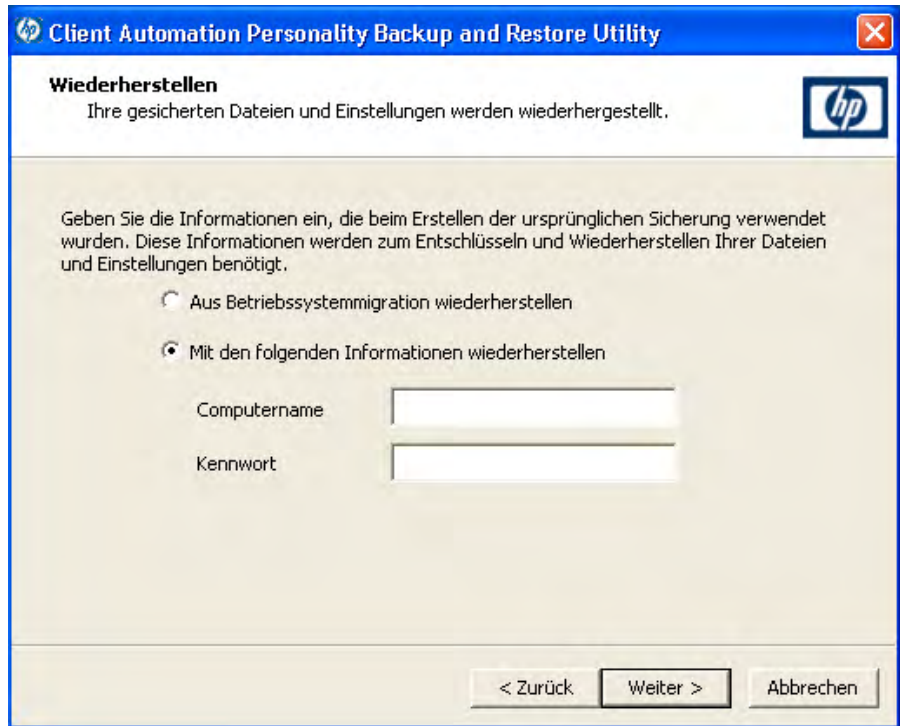 Client Automation Personality Backup and Restore Utility
Wiederherstellen
Ihre gesicherten Dateien und Einstellungen werden wiederhergestellt.
hp
Geben Sie die Informationen ein, die beim Erstellen der ursprünglichen Sicherung verwendet
wurden. Diese Informationen werden zum Entschlüsseln und Wiederherstellen Ihrer Dateien
und Einstellungen benötigt.
Aus Betriebssystemmigration wiederherstellen
Mit den folgenden Informationen wiederherstellen
Computername
Kennwort
< Zurück
Weiter >
Abbrechen